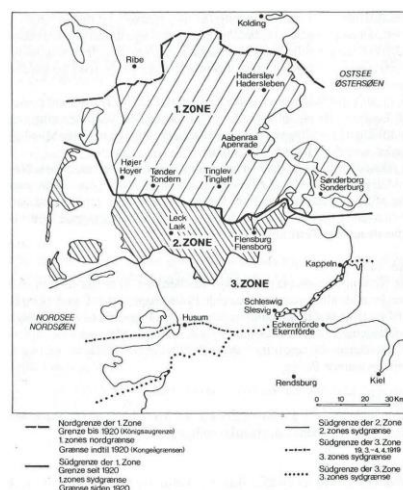 Kolding
Ribe
OSTSEE
ØSTERSØEN
Haderslev
Hadersleben
1. ZONE
Aabenraa
Apenrade
Højer
Hoyer
Tønder
Tondern
Tinglev
Tingleff
Sønderborg
Sonderburg
Leck
Læk
2. ZONE
Flensburg
Flensborg
Kappeln
3. ZONE
NORDSEE
NORDSØEN
Schleswig
Slesvig
Husum
Eckernförde
Ekernførde
Rendsburg
Kiel
0 10 20 30 Km
Nordgrenze der 1. Zone
Grenze bis 1920 (Königsaugrenze)
1. zones nordgrænse
Grænse indtil 1920 (Kongeågrænsen)
Südgrenze der 1. Zone
Grenze seit 1920
1. zones sydgrænse
Grænse siden 1920
Südgrenze der 2. Zone
2. zones sydgrænse
Südgrenze der 3. Zone
19. 3.–4. 4. 1919
3. zones sydgrænse
Südgrenze der 3. Zone
3. zones sydgrænse